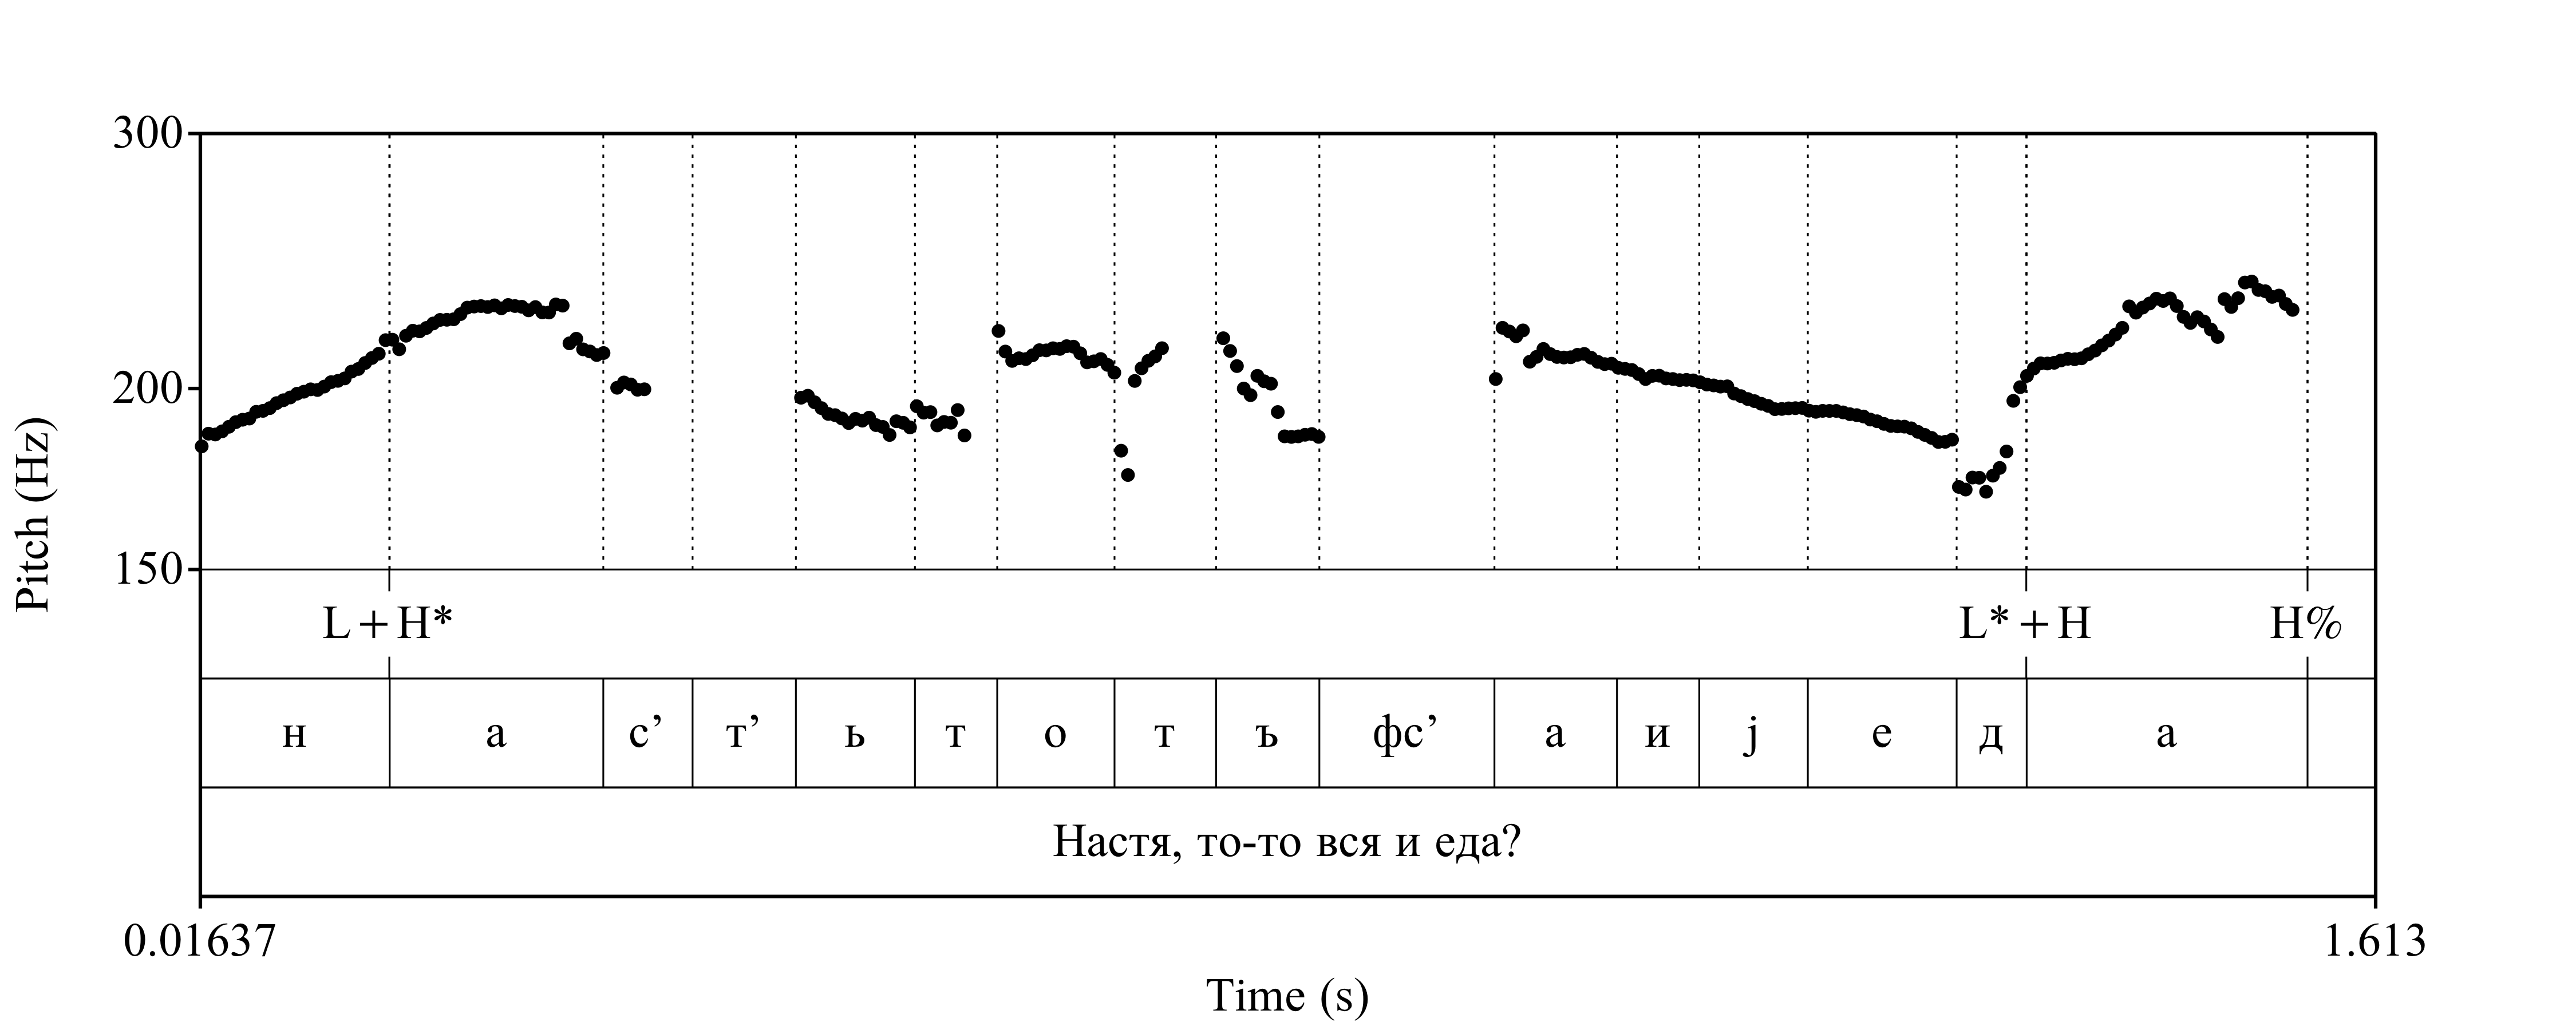 300
200
150
Pitch (Hz)
L+H* L*+H H%
н а с’ т’ ь т о т ъ фс’ а и j е д а
Настя, то-то вся и еда?
0.01637 1.613
Time (s)